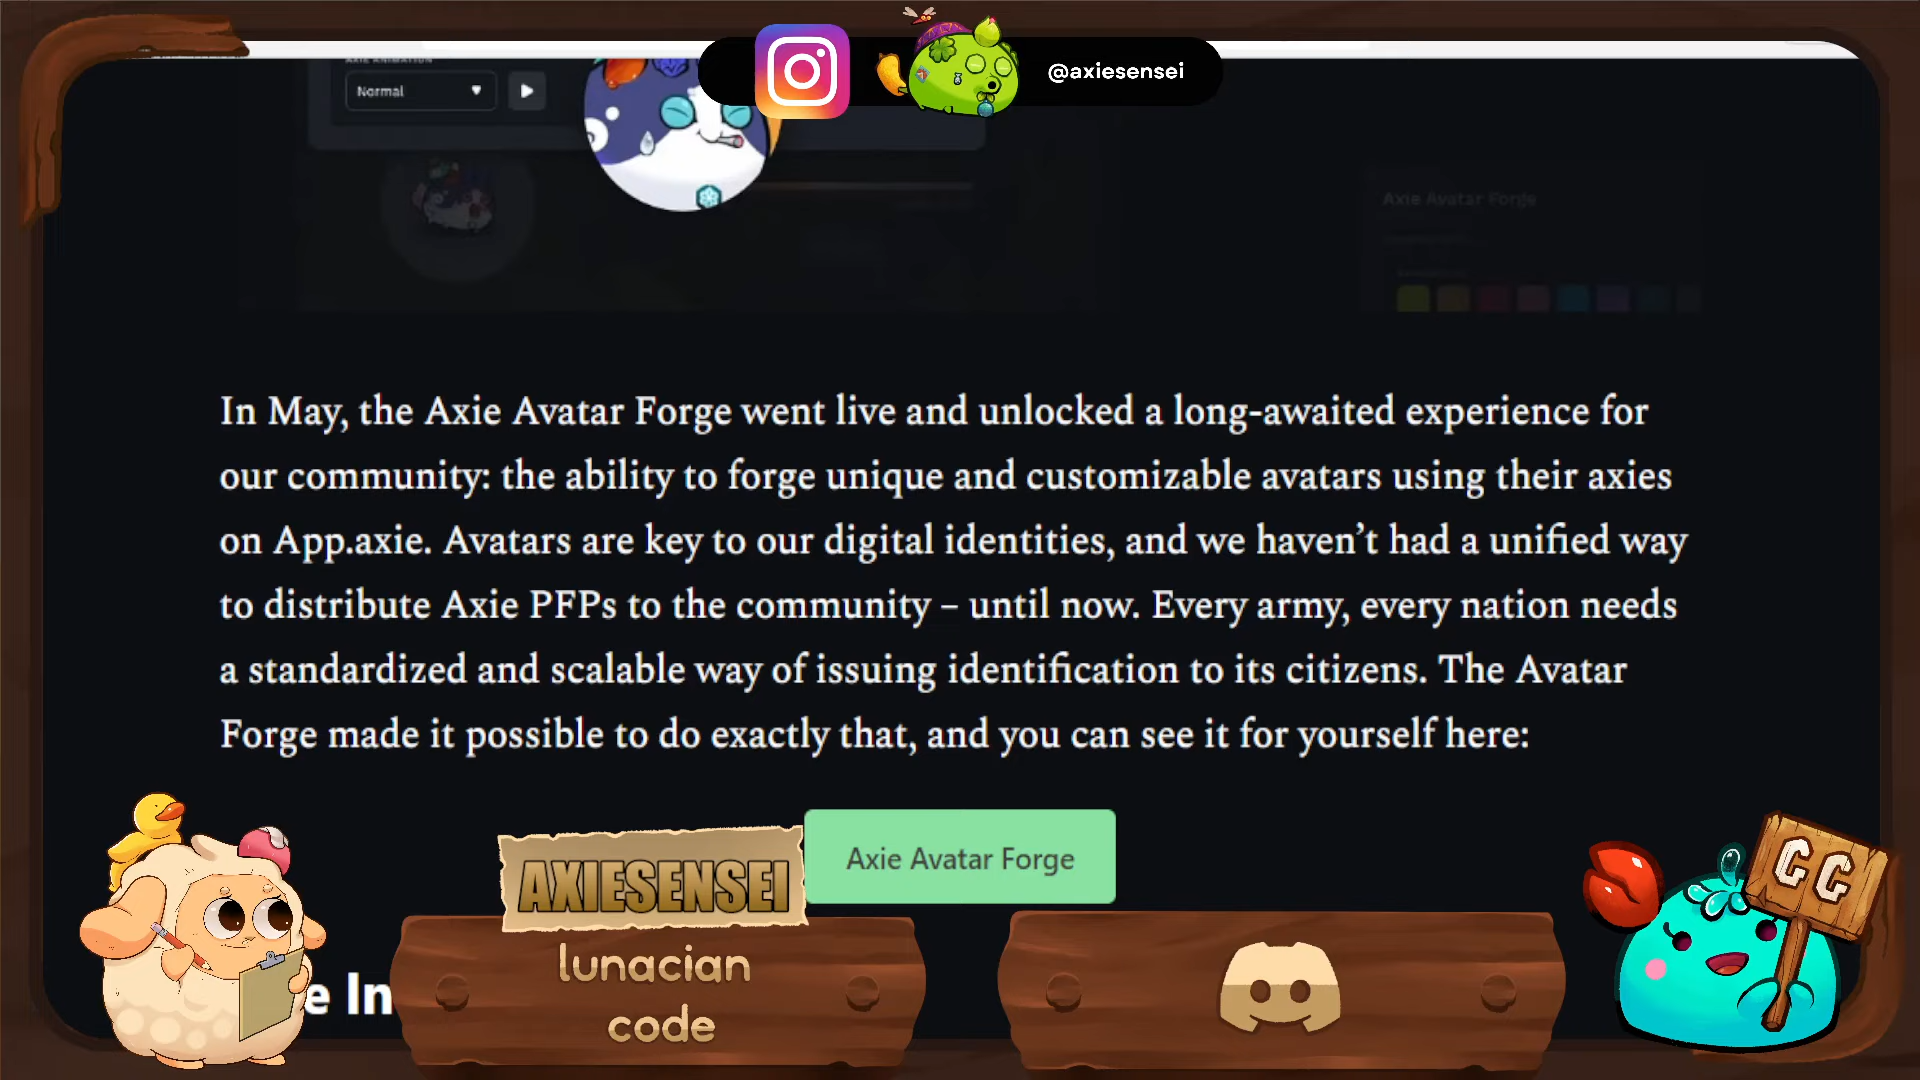 @axiesensei
Normal
Axie Avatar Forge
In May, the Axie Avatar Forge went live and unlocked a long-awaited experience for
our community: the ability to forge unique and customizable avatars using their axies
on App.axie. Avatars are key to our digital identities, and we haven’t had a unified way
to distribute Axie PFPs to the community – until now. Every army, every nation needs
a standardized and scalable way of issuing identification to its citizens. The Avatar
Forge made it possible to do exactly that, and you can see it for yourself here:
Axie Avatar Forge
AXIESENSEI
lunacian
code
CC
e In